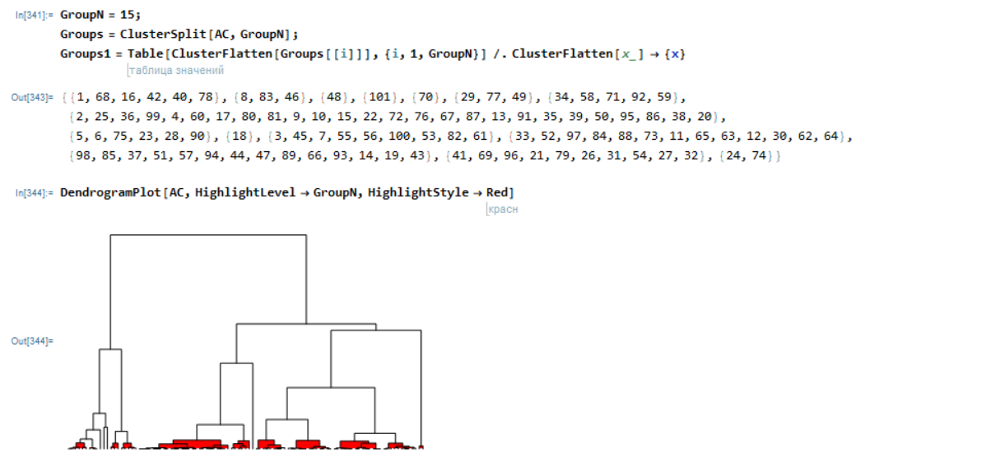 In[341]:= GroupN = 15;
Groups = ClusterSplit[AC, GroupN];
Groups1 = Table[ClusterFlatten[Groups[[i]]], {i, 1, GroupN}] /. ClusterFlatten[x_] → {x}
таблица значений
Out[343]= {{1, 68, 16, 42, 40, 78}, {8, 83, 46}, {48}, {101}, {70}, {29, 77, 49}, {34, 58, 71, 92, 59},
{2, 25, 36, 99, 4, 60, 17, 80, 81, 9, 10, 15, 22, 72, 76, 67, 87, 13, 91, 35, 39, 50, 95, 86, 38, 20},
{5, 6, 75, 23, 28, 90}, {18}, {3, 45, 7, 55, 56, 100, 53, 82, 61}, {33, 52, 97, 84, 88, 73, 11, 65, 63, 12, 30, 62, 64},
{98, 85, 37, 51, 57, 94, 44, 47, 89, 66, 93, 14, 19, 43}, {41, 69, 96, 21, 79, 26, 31, 54, 27, 32}, {24, 74}}
In[344]:= DendrogramPlot[AC, HighlightLevel → GroupN, HighlightStyle → Red]
красн
Out[344]=